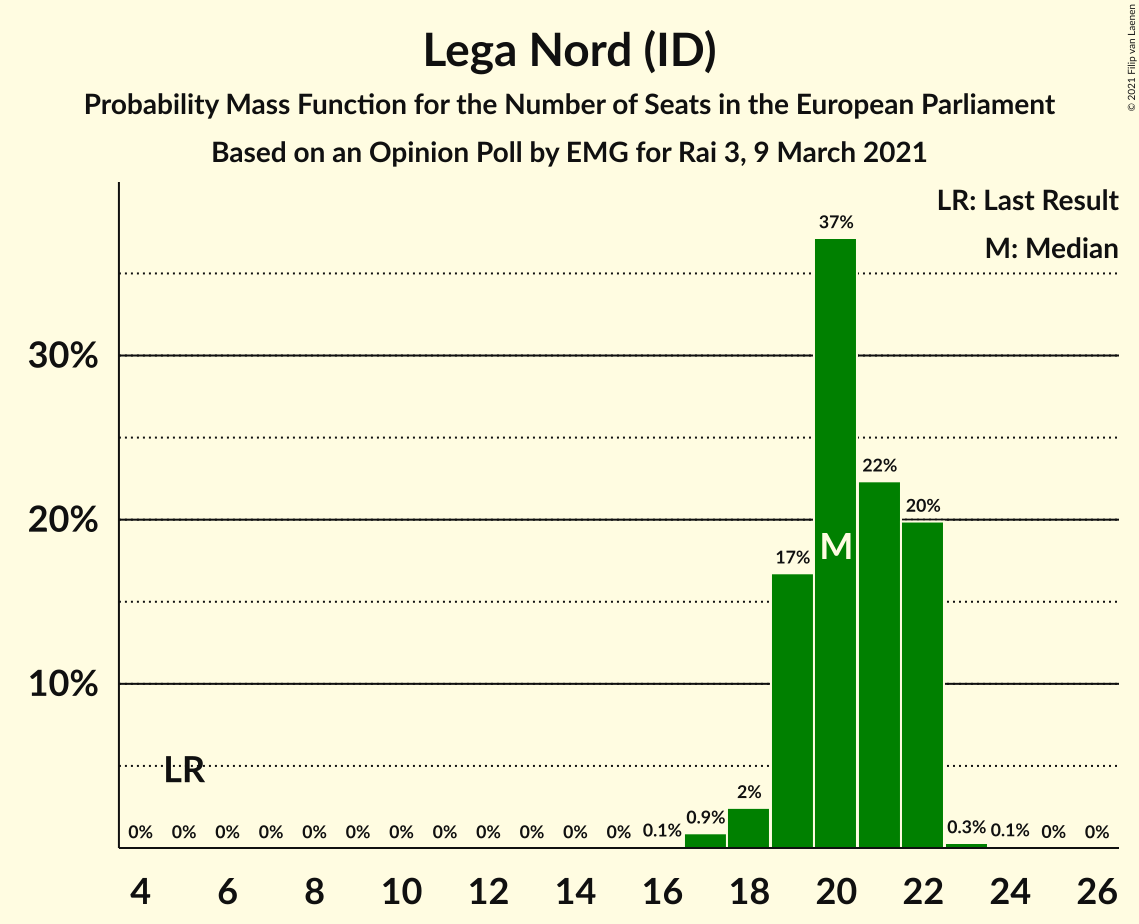 Lega Nord (ID)
Probability Mass Function for the Number of Seats in the European Parliament
Based on an Opinion Poll by EMG for Rai 3, 9 March 2021
© 2021 Filip van Laenen
LR: Last Result
M: Median
37%
30%
22%
20%
20%
17%
M
10%
LR
0% 0% 0% 0% 0% 0% 0% 0% 0% 0% 0% 0% 0.1% 0.9% 2% 0.3% 0.1% 0% 0%
4 6 8 10 12 14 16 18 20 22 24 26